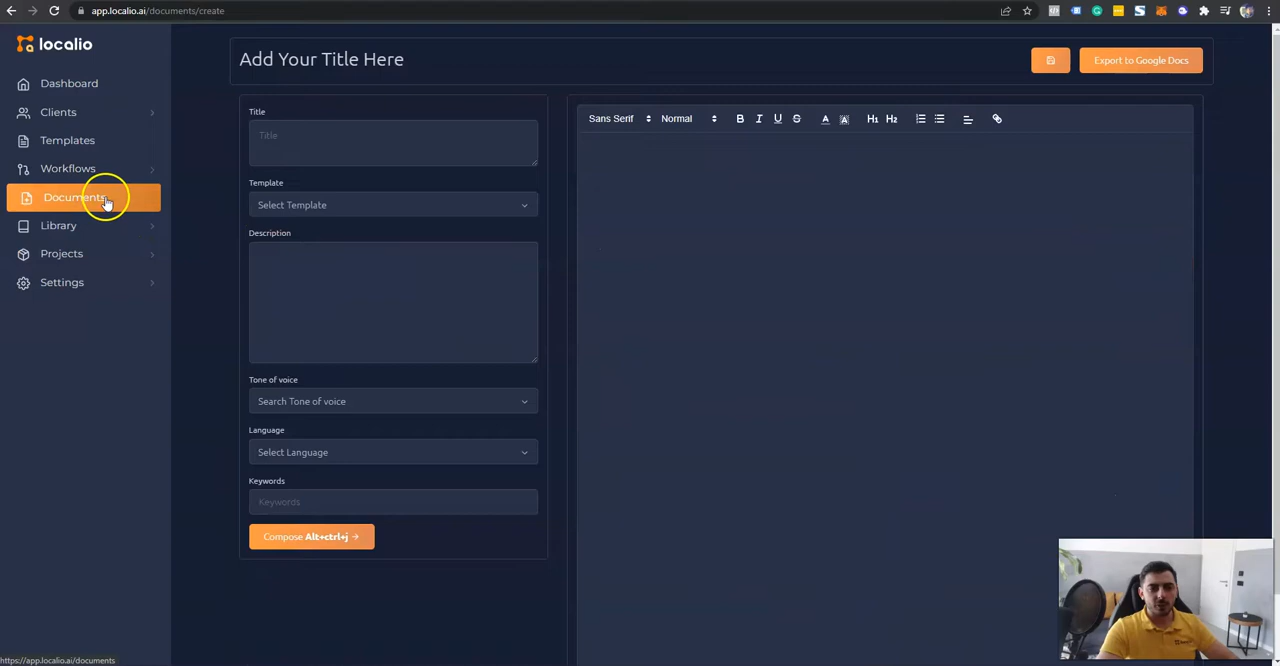 app.localio.ai/documents/create
localio
Dashboard
Clients
Templates
Workflows
Documents
Library
Projects
Settings
Add Your Title Here
Export to Google Docs
Title
Title
Template
Select Template
Description
Tone of voice
Search Tone of voice
Language
Select Language
Keywords
Keywords
Compose Alt+ctrl+j
Sans Serif
Normal
B I U S A A H1 H2
https://app.localio.ai/documents